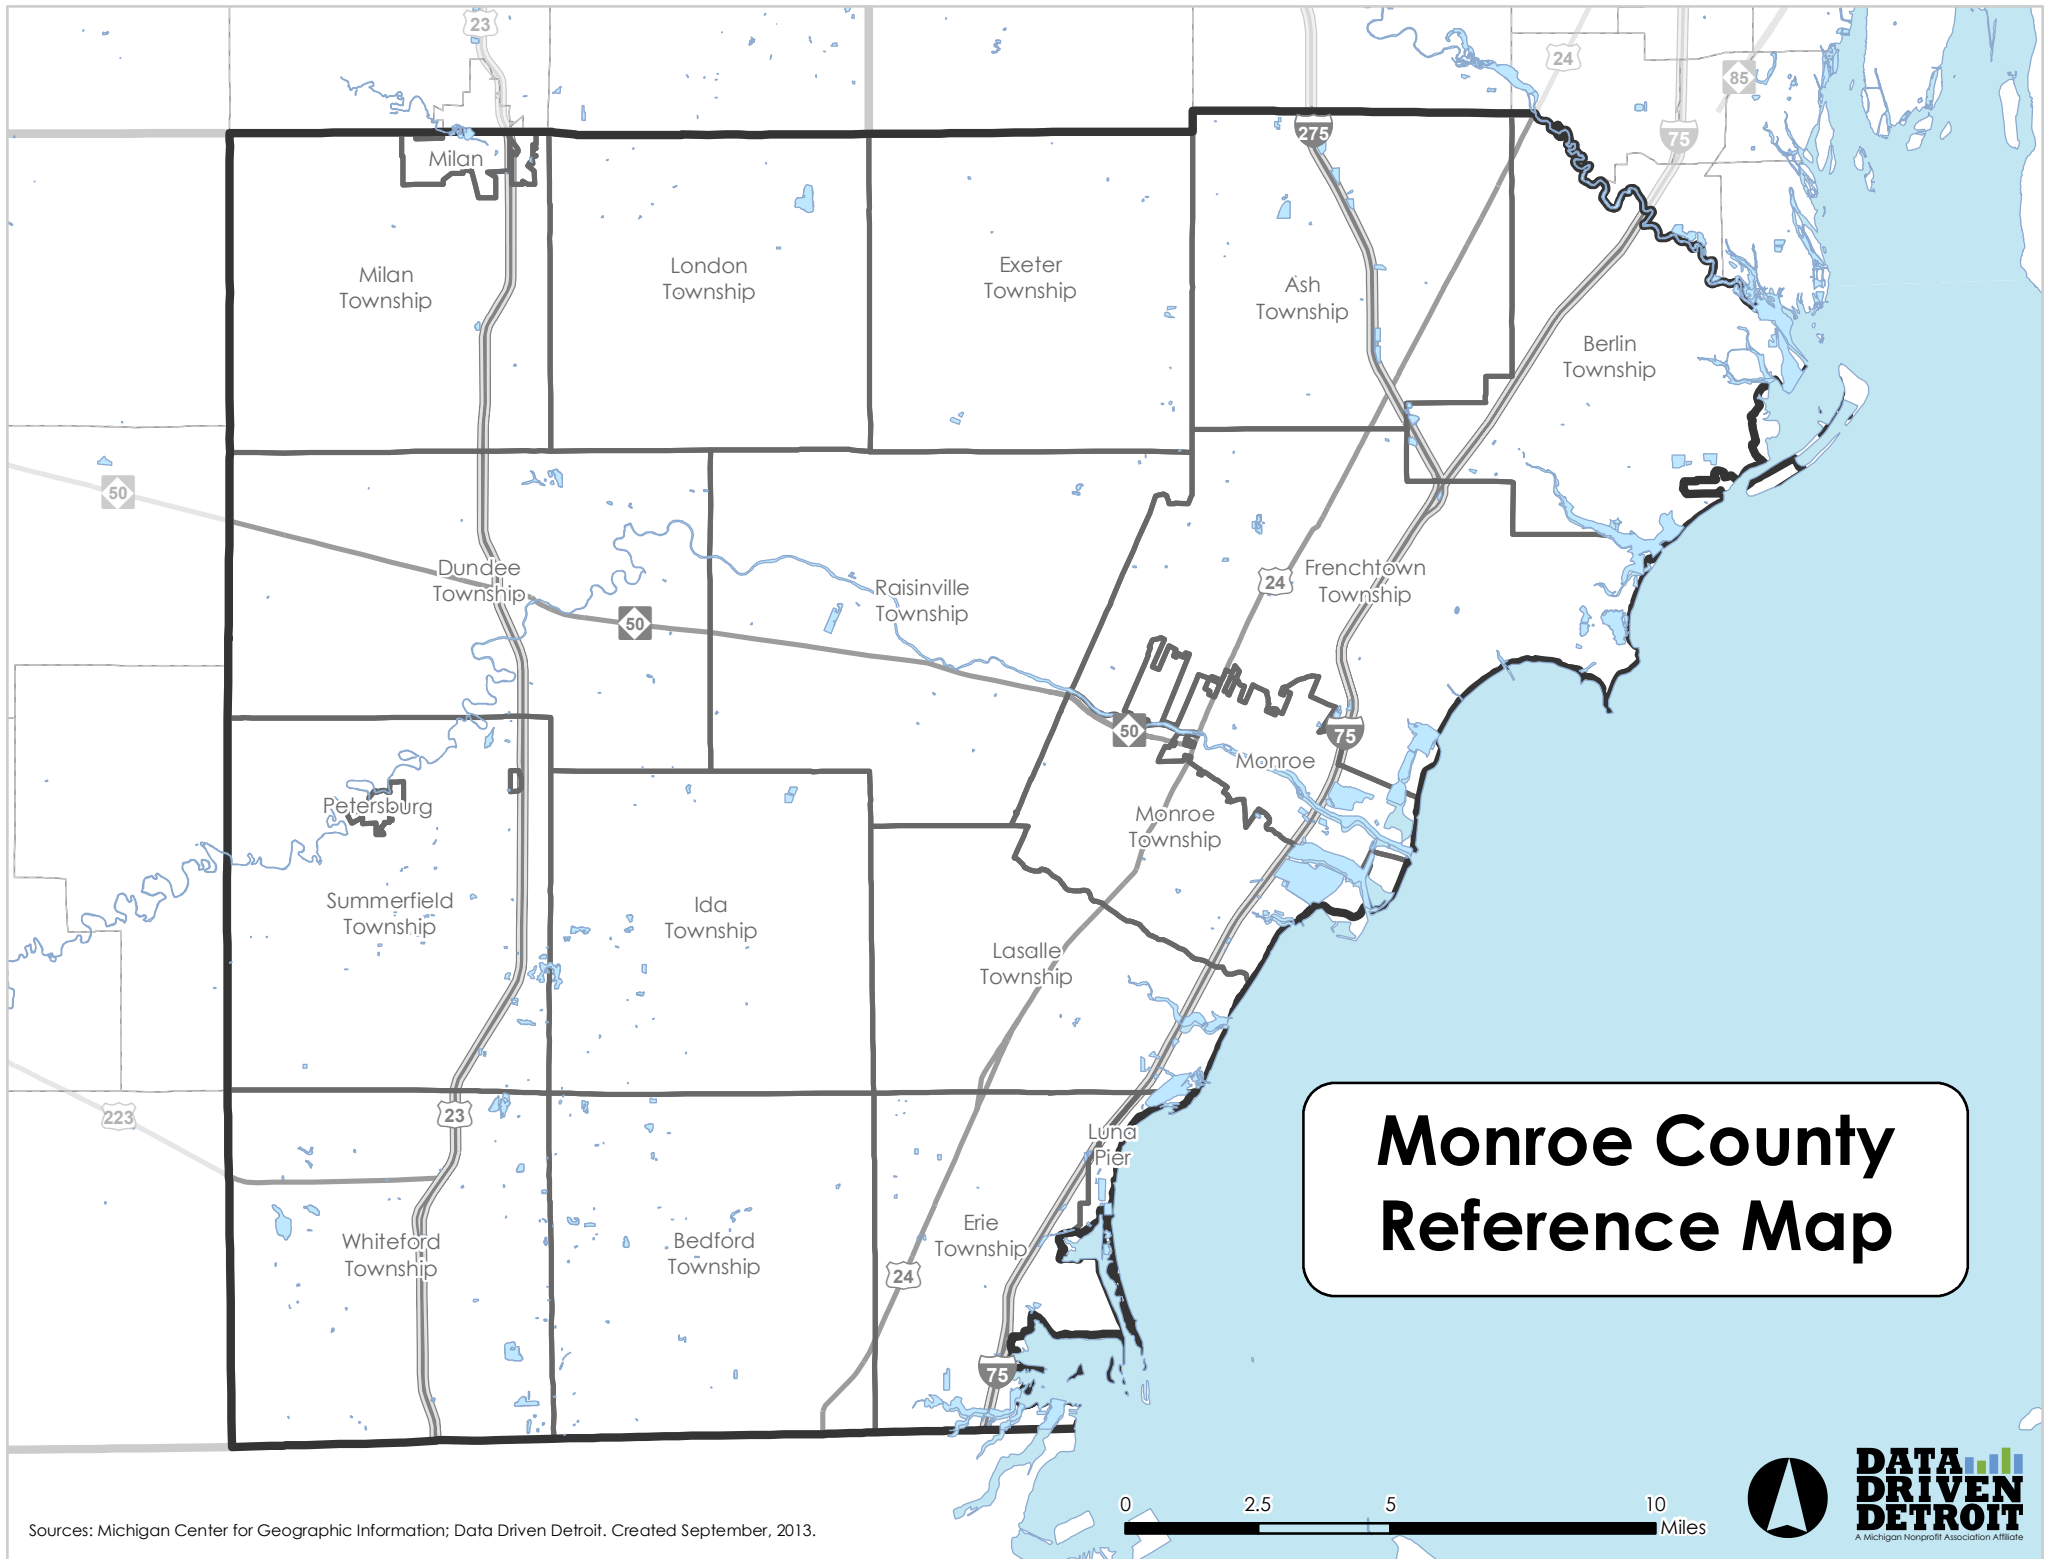 23
24
85
75
275
Milan
Milan
Township
London
Township
Exeter
Township
Ash
Township
Berlin
Township
50
Dundee
Township
50
Raisinville
Township
24
Frenchtown
Township
50
75
Monroe
Petersburg
Monroe
Township
Summerfield
Township
Ida
Township
Lasalle
Township
223
23
Luna
Pier
Monroe County
Reference Map
Whiteford
Township
Bedford
Township
Erie
Township
24
75
0 2.5 5 10
Miles
DATA
DRIVEN
DETROIT
A Michigan Nonprofit Association Affiliate
Sources: Michigan Center for Geographic Information; Data Driven Detroit. Created September, 2013.